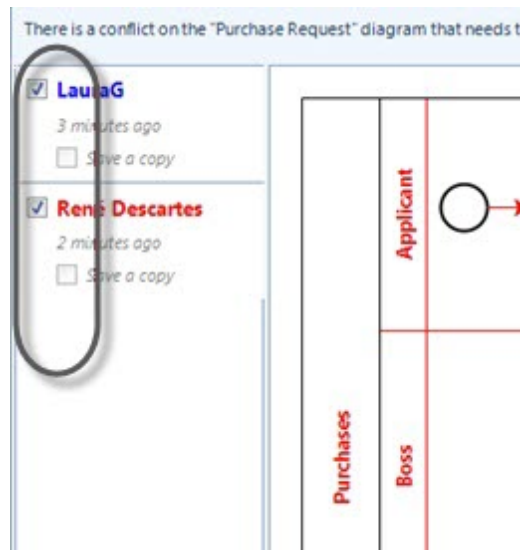 There is a conflict on the "Purchase Request" diagram that needs t
LauraG
3 minutes ago
Save a copy
René Descartes
2 minutes ago
Save a copy
Applicant
Purchases
Boss